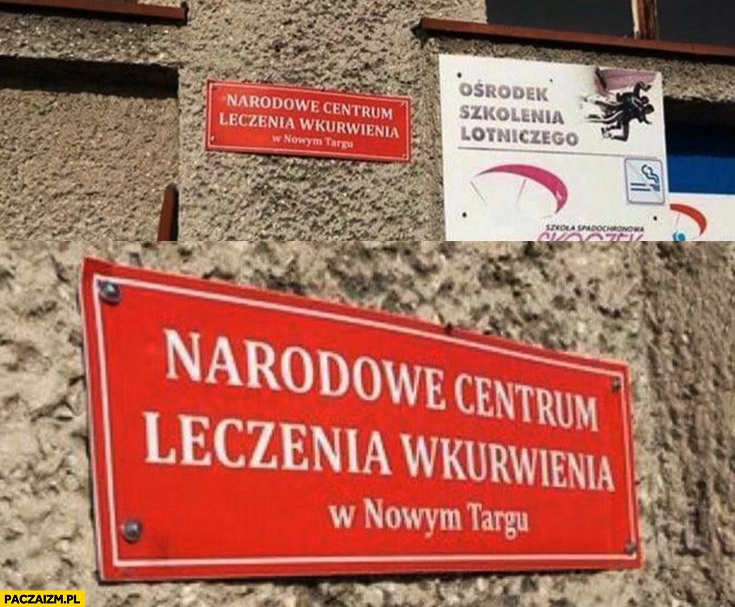 NARODOWE CENTRUM
LECZENIA WKURWIENIA
w Nowym Targu
OŚRODEK
SZKOLENIA
LOTNICZEGO
SZKOŁA SPADOCHRONOWA
SKOCZEK
NARODOWE CENTRUM
LECZENIA WKURWIENIA
w Nowym Targu
PACZAIZM.PL